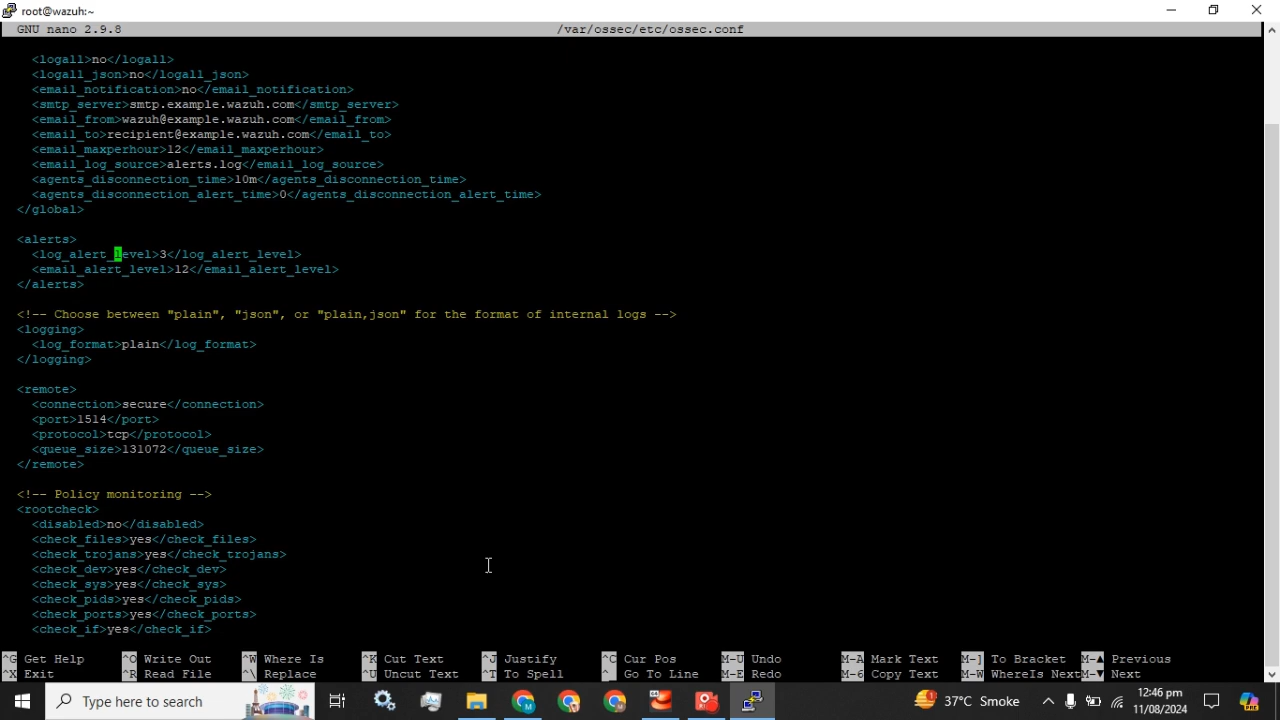 root@wazuh:~
GNU nano 2.9.8 /var/ossec/etc/ossec.conf
<logall>no</logall>
<logall_json>no</logall_json>
<email_notification>no</email_notification>
<smtp_server>smtp.example.wazuh.com</smtp_server>
<email_from>wazuh@example.wazuh.com</email_from>
<email_to>recipient@example.wazuh.com</email_to>
<email_maxperhour>12</email_maxperhour>
<email_log_source>alerts.log</email_log_source>
<agents_disconnection_time>10m</agents_disconnection_time>
<agents_disconnection_alert_time>0</agents_disconnection_alert_time>
</global>
<alerts>
<log_alert_level>3</log_alert_level>
<email_alert_level>12</email_alert_level>
</alerts>
<!-- Choose between "plain", "json", or "plain,json" for the format of internal logs -->
<logging>
<log_format>plain</log_format>
</logging>
<remote>
<connection>secure</connection>
<port>1514</port>
<protocol>tcp</protocol>
<queue_size>131072</queue_size>
</remote>
<!-- Policy monitoring -->
<rootcheck>
<disabled>no</disabled>
<check_files>yes</check_files>
<check_trojans>yes</check_trojans>
<check_dev>yes</check_dev>
<check_sys>yes</check_sys>
<check_pids>yes</check_pids>
<check_ports>yes</check_ports>
<check_if>yes</check_if>
^G Get Help ^O Write Out ^W Where Is ^K Cut Text ^J Justify ^C Cur Pos M-U Undo M-A Mark Text M-] To Bracket M-▲ Previous
^X Exit ^R Read File ^\ Replace ^U Uncut Text ^T To Spell ^_ Go To Line M-E Redo M-6 Copy Text M-W WhereIs Next M-▼ Next
Type here to search
37°C Smoke
12:46 pm
11/08/2024